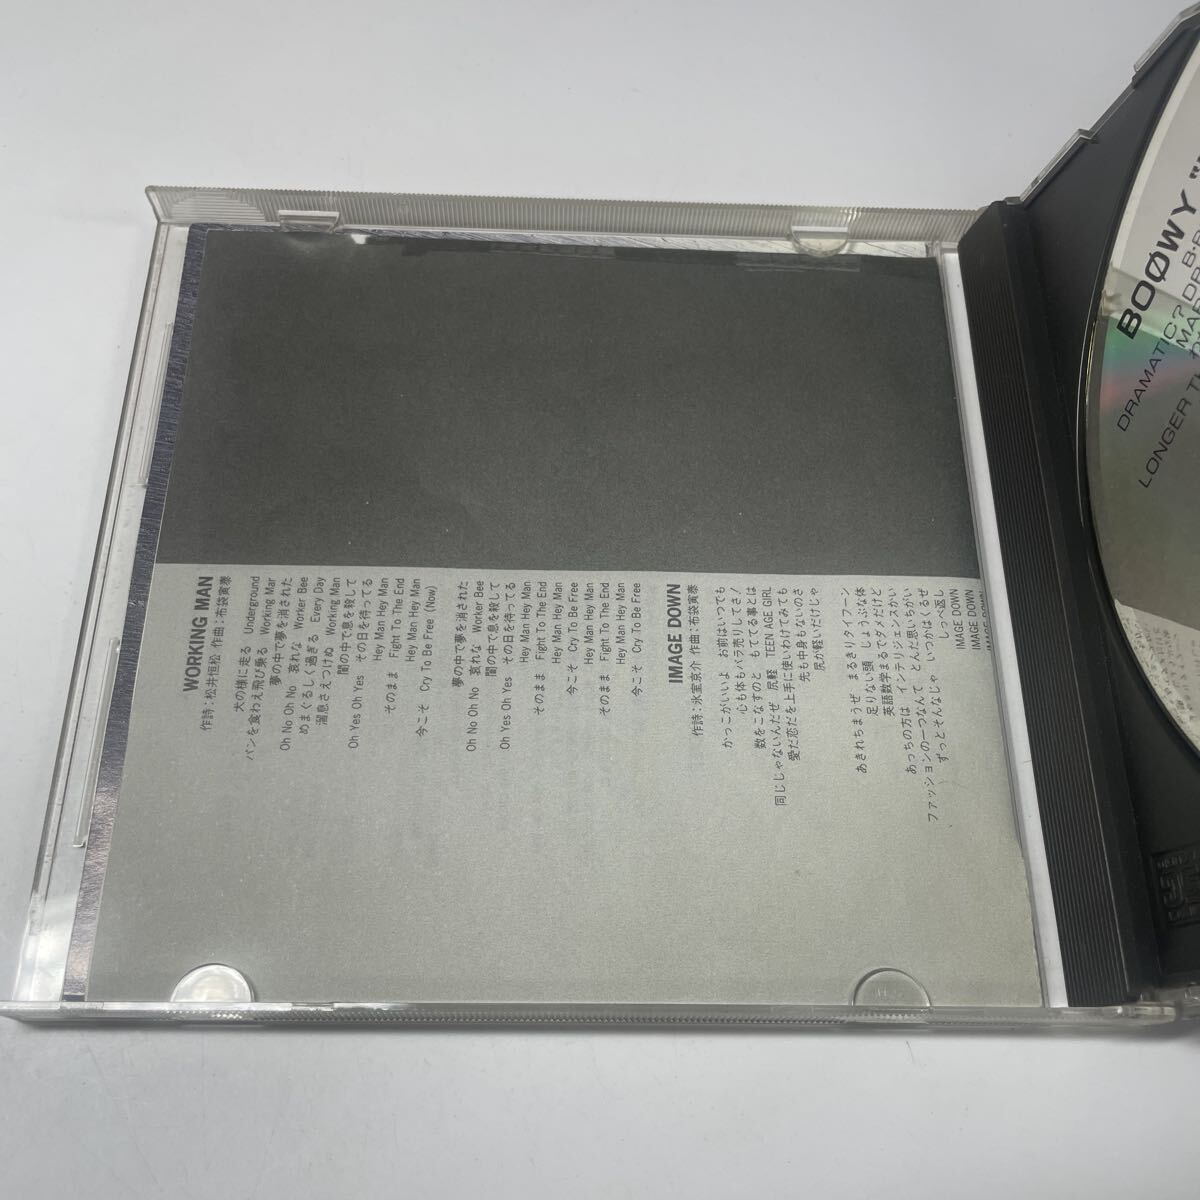 WORKING MAN
作詩：松井恒松 作曲：布袋寅泰
犬の様に走る Underground
パンを食わえ飛び乗る Working Man
夢の中で夢を消された
Oh No Oh No 哀れな Worker Bee
めまぐるしく過ぎる Every Day
溜息さえつけぬ Working Man
闇の中で息を殺して
Oh Yes Oh Yes その日を待ってる
Hey Man Hey Man
そのまま Fight To The End
Hey Man Hey Man
今こそ Cry To Be Free (Now)
夢の中で夢を消された
Oh No Oh No 哀れな Worker Bee
闇の中で息を殺して
Oh Yes Oh Yes その日を待ってる
Hey Man Hey Man
そのまま Fight To The End
Hey Man Hey Man
今こそ Cry To Be Free
Hey Man Hey Man
そのまま Fight To The End
Hey Man Hey Man
今こそ Cry To Be Free
IMAGE DOWN
作詩：氷室京介 作曲：布袋寅泰
かっこがいいよ お前はいつでも
心も体もバラ売りしてさ！
数をこなすのと もててる事とは
同じじゃないんだぜ 尻軽 TEEN AGE GIRL
愛だ恋だを上手に使いわけてみても
先も中身もないのさ
尻が軽いだけじゃ
あきれちまうぜ まるきりタイフーン
足りない頭 しょうぶな体
英語数学まるでダメだけど
あっちの方は インテリジェンスかい
ファッションの一つなんて とんだ思いちがい
ずっとそんなじゃ いつかはくるぜ
しっぺ返し
IMAGE DOWN
IMAGE DOWN
IMAGE DOWN
BOØWY
DRAMATIC? DR
LONGER TH